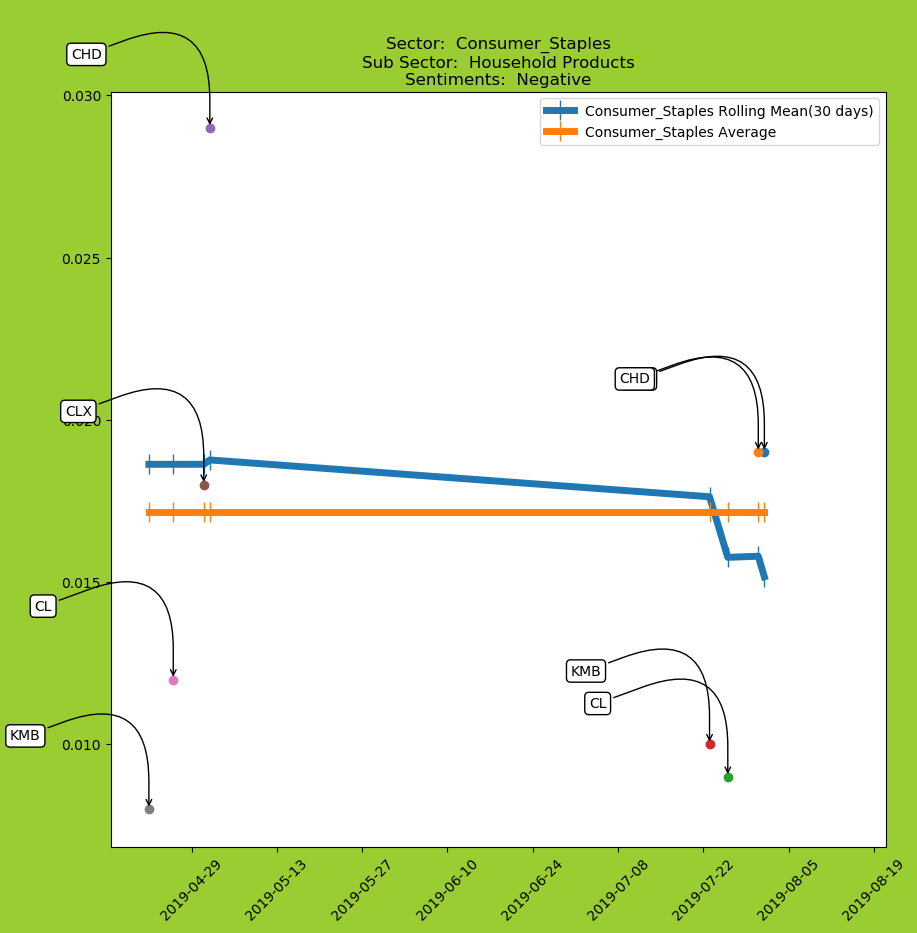 Sector:  Consumer_Staples
Sub Sector:  Household Products
Sentiments:  Negative
CHD
0.030
Consumer_Staples Rolling Mean(30 days)
Consumer_Staples Average
0.025
CHD
CLX
0.020
0.015
CL
KMB
CL
KMB
0.010
2019-04-29
2019-05-13
2019-05-27
2019-06-10
2019-06-24
2019-07-08
2019-07-22
2019-08-05
2019-08-19